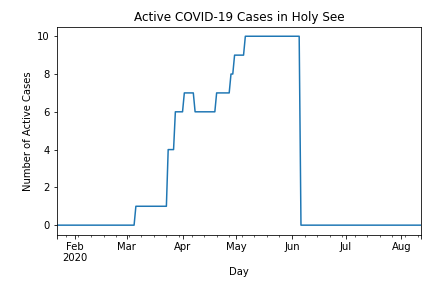 Active COVID-19 Cases in Holy See
10
8
6
4
2
0
Number of Active Cases
Feb Mar Apr May Jun Jul Aug
2020
Day